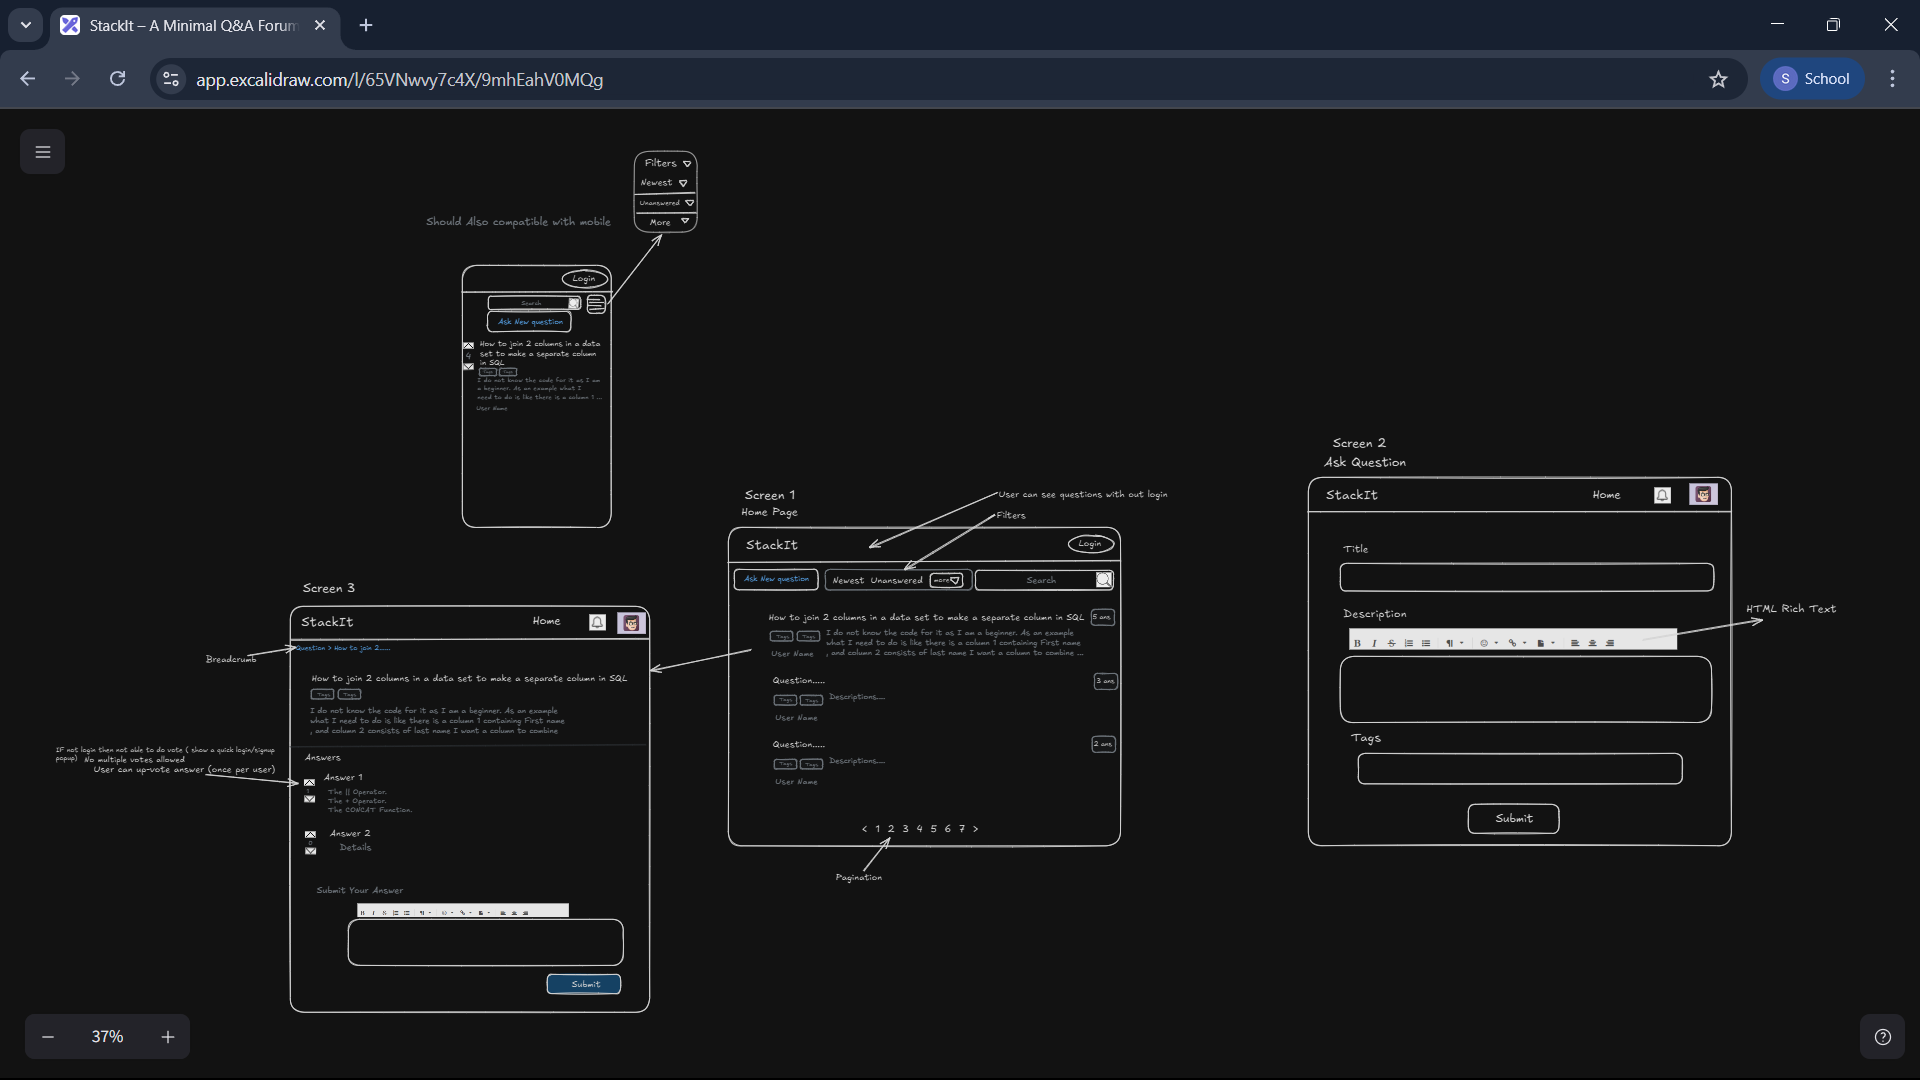 StackIt – A Minimal Q&A Forum
app.excalidraw.com/l/65VNwvy7c4X/9mhEahV0MQg
S School
Filters
Newest
Unanswered
More
Should Also compatible with mobile
Login
Search
Ask New question
How to join 2 columns in a data
set to make a separate column
in SQL
4
Tags Tags
I do not know the code for it as I am
a beginner. As an example what I
need to do is like there is a column 1 ...
User Name
Screen 1
Home Page
User can see questions with out login
Filters
StackIt
Login
Ask New question
Newest Unanswered more
Search
How to join 2 columns in a data set to make a separate column in SQL
5 ans
Tags Tags
I do not know the code for it as I am a beginner. As an example
what I need to do is like there is a column 1 containing First name
, and column 2 consists of last name I want a column to combine ...
User Name
Question.....
3 ans
Tags Tags
Descriptions....
User Name
Question.....
2 ans
Tags Tags
Descriptions....
User Name
< 1 2 3 4 5 6 7 >
Pagination
Screen 2
Ask Question
StackIt
Home
Title
Description
HTML Rich Text
B I S
Tags
Submit
Screen 3
StackIt
Home
Breadcrumb
Question > How to join 2.....
How to join 2 columns in a data set to make a separate column in SQL
Tags Tags
I do not know the code for it as I am a beginner. As an example
what I need to do is like there is a column 1 containing First name
, and column 2 consists of last name I want a column to combine
IF not login then not able to do vote ( show a quick login/signup
popup) No multiple votes allowed
User can up-vote answer (once per user)
Answers
Answer 1
The || Operator.
The + Operator.
The CONCAT Function.
Answer 2
0
Details
Submit Your Answer
B I S
Submit
37%